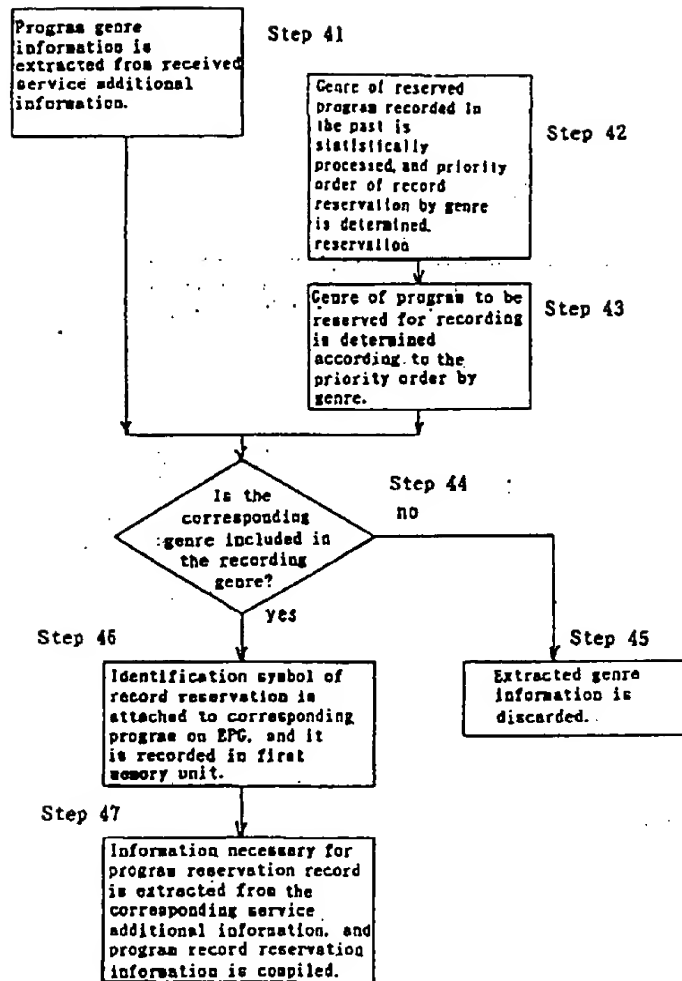 Program genre
information is
extracted from received
service additional
information.
Step 41
Genre of reserved
program recorded in
the past is
statistically
processed, and priority
order of record
reservation by genre
is determined.
reservation
Step 42
Genre of program to be
reserved for recording
is determined
according to the
priority order by
genre.
Step 43
Is the
corresponding
genre included in
the recording
genre?
Step 44
no
yes
Step 46
Step 45
Identification symbol of
record reservation is
attached to corresponding
program on EPG, and it
is recorded in first
memory unit.
Extracted genre
information is
discarded.
Step 47
Information necessary for
program reservation record
is extracted from the
corresponding service
additional information, and
program record reservation
information is compiled.